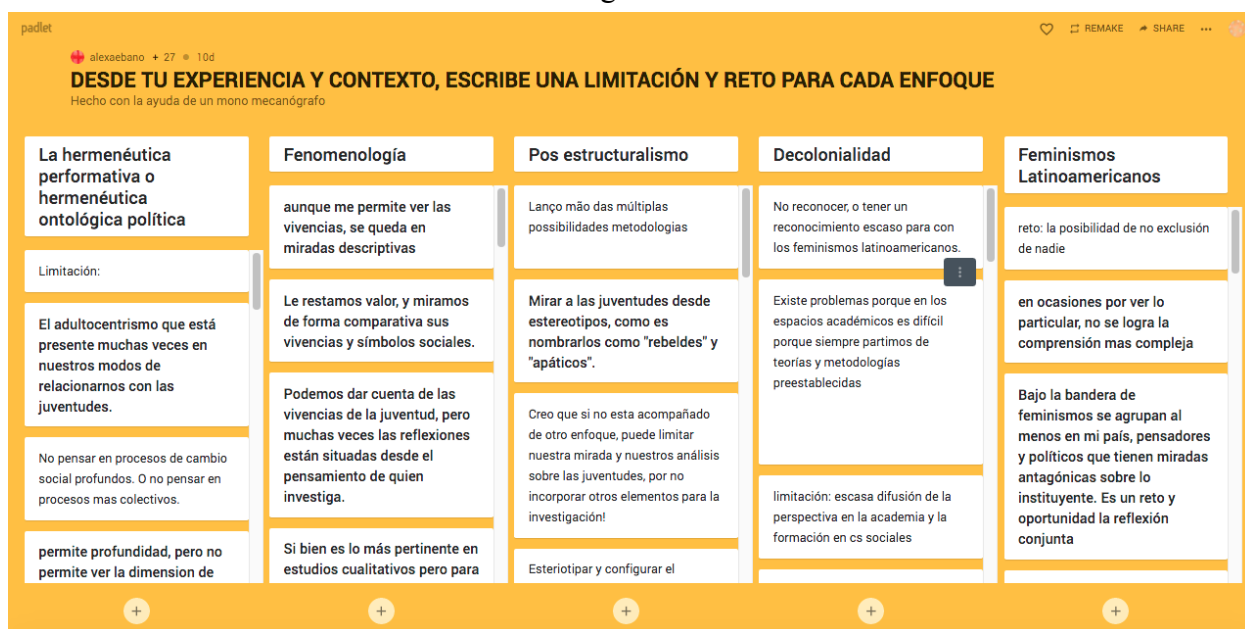 padlet
REMAKE
SHARE
alexaebano + 27 10d
DESDE TU EXPERIENCIA Y CONTEXTO, ESCRIBE UNA LIMITACIÓN Y RETO PARA CADA ENFOQUE
Hecho con la ayuda de un mono mecanógrafo
La hermenéutica
performativa o
hermenéutica
ontológica política
Limitación:
El adultocentrismo que está
presente muchas veces en
nuestros modos de
relacionarnos con las
juventudes.
No pensar en procesos de cambio
social profundos. O no pensar en
procesos mas colectivos.
permite profundidad, pero no
permite ver la dimension de
Fenomenología
aunque me permite ver las
vivencias, se queda en
miradas descriptivas
Le restamos valor, y miramos
de forma comparativa sus
vivencias y símbolos sociales.
Podemos dar cuenta de las
vivencias de la juventud, pero
muchas veces las reflexiones
están situadas desde el
pensamiento de quien
investiga.
Si bien es lo más pertinente en
estudios cualitativos pero para
Pos estructuralismo
Lanço mão das múltiplas
possibilidades metodologias
Mirar a las juventudes desde
estereotipos, como es
nombrarlos como "rebeldes" y
"apáticos".
Creo que si no esta acompañado
de otro enfoque, puede limitar
nuestra mirada y nuestros análisis
sobre las juventudes, por no
incorporar otros elementos para la
investigación!
Esteriotipar y configurar el
Decolonialidad
No reconocer, o tener un
reconocimiento escaso para con
los feminismos latinoamericanos.
Existe problemas porque en los
espacios académicos es difícil
porque siempre partimos de
teorías y metodologías
preestablecidas
limitación: escasa difusión de la
perspectiva en la academia y la
formación en cs sociales
Feminismos
Latinoamericanos
reto: la posibilidad de no exclusión
de nadie
en ocasiones por ver lo
particular, no se logra la
comprensión mas compleja
Bajo la bandera de
feminismos se agrupan al
menos en mi país, pensadores
y políticos que tienen miradas
antagónicas sobre lo
instituyente. Es un reto y
oportunidad la reflexión
conjunta